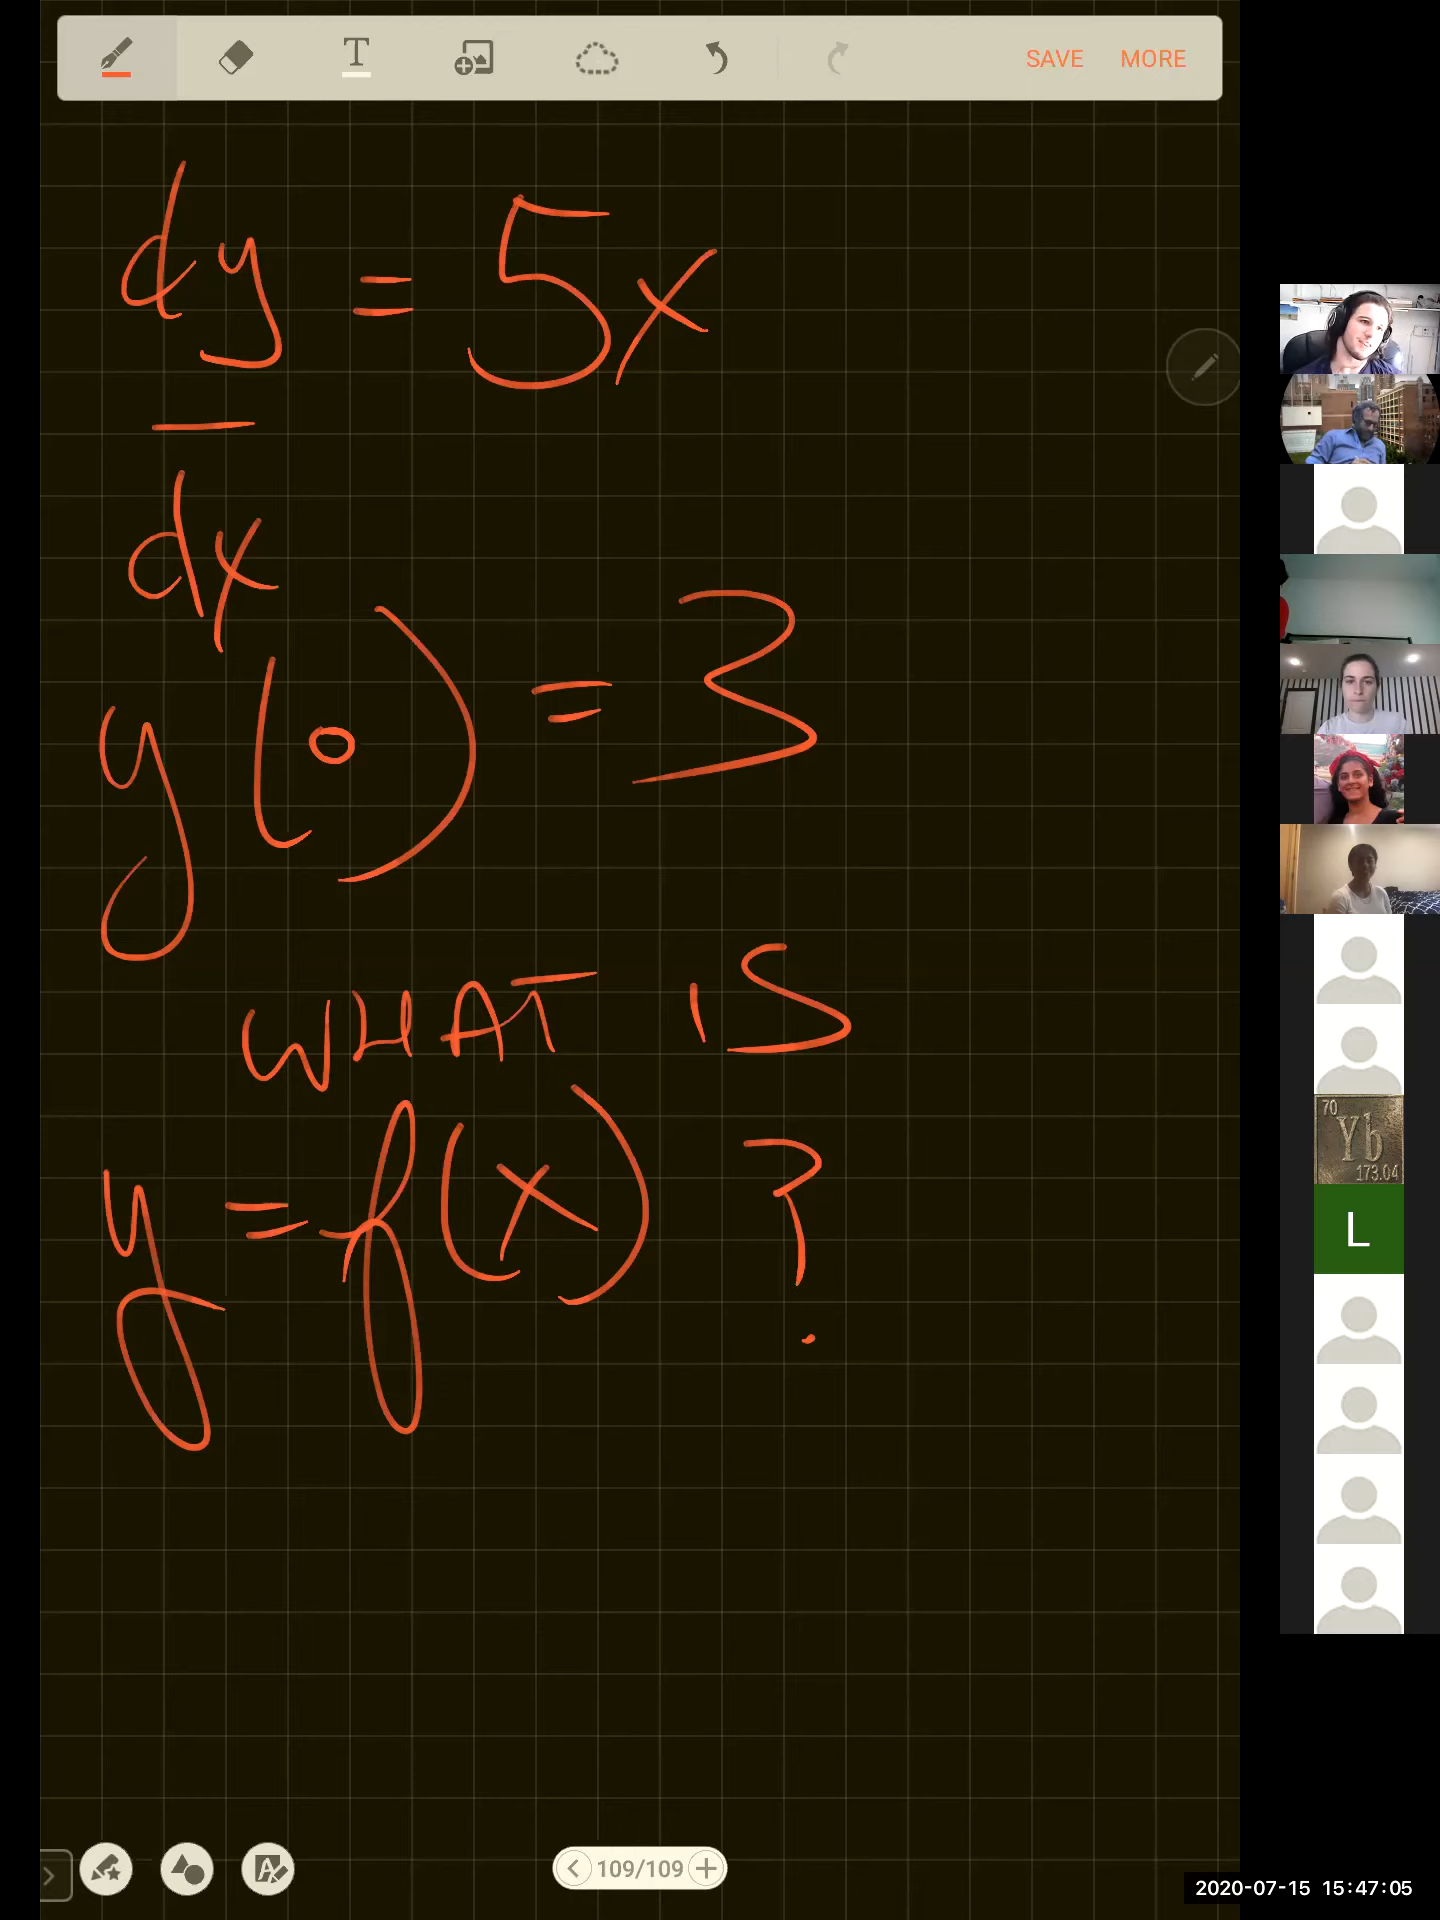 T SAVE MORE
dy = 5x
—
dx
y(0) = 3
WHAT IS
y = f(x) ?
70
Yb
173.04
L
A
109/109
2020-07-15 15:47:05